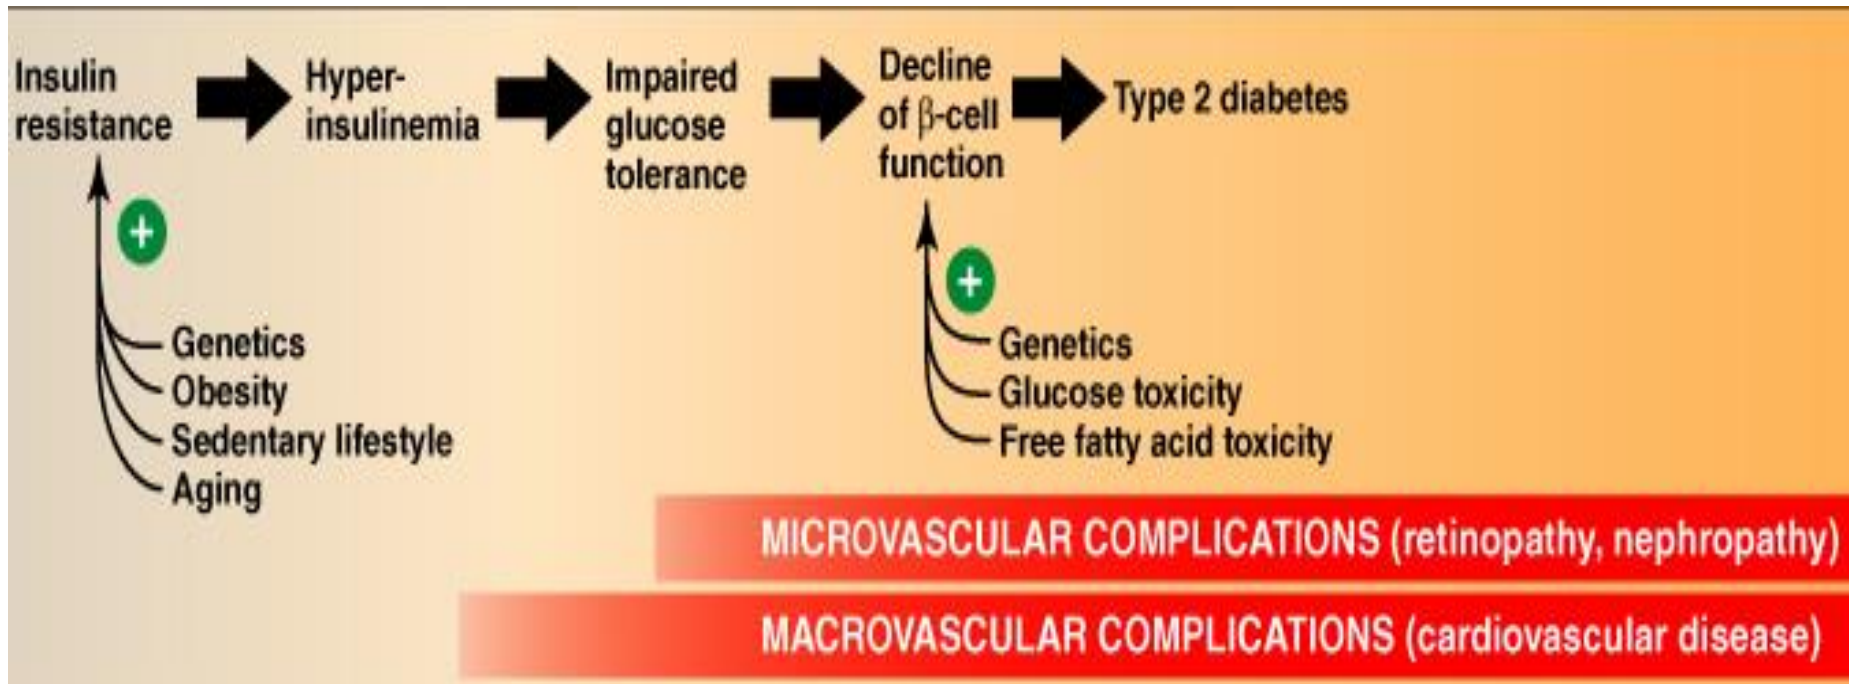 Insulin
resistance
Hyper-
insulinemia
Impaired
glucose
tolerance
Decline
of β-cell
function
Type 2 diabetes
+
Genetics
Obesity
Sedentary lifestyle
Aging
+
Genetics
Glucose toxicity
Free fatty acid toxicity
MICROVASCULAR COMPLICATIONS (retinopathy, nephropathy)
MACROVASCULAR COMPLICATIONS (cardiovascular disease)